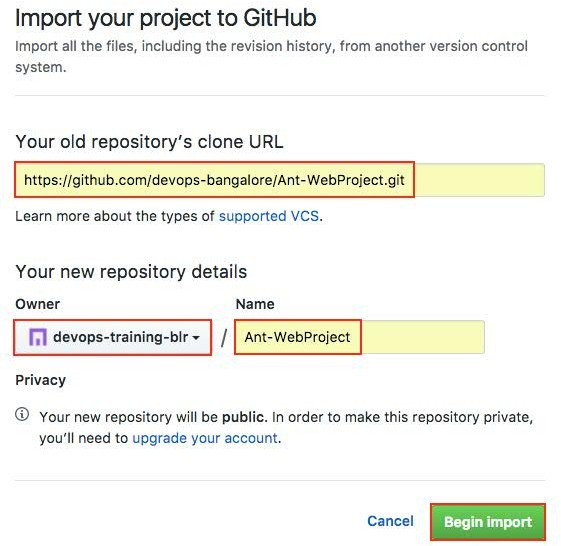 Import your project to GitHub
Import all the files, including the revision history, from another version control
system.
Your old repository's clone URL
https://github.com/devops-bangalore/Ant-WebProject.git
Learn more about the types of supported VCS.
Your new repository details
Owner Name
devops-training-blr / Ant-WebProject
Privacy
Your new repository will be public. In order to make this repository private,
you'll need to upgrade your account.
Cancel Begin import